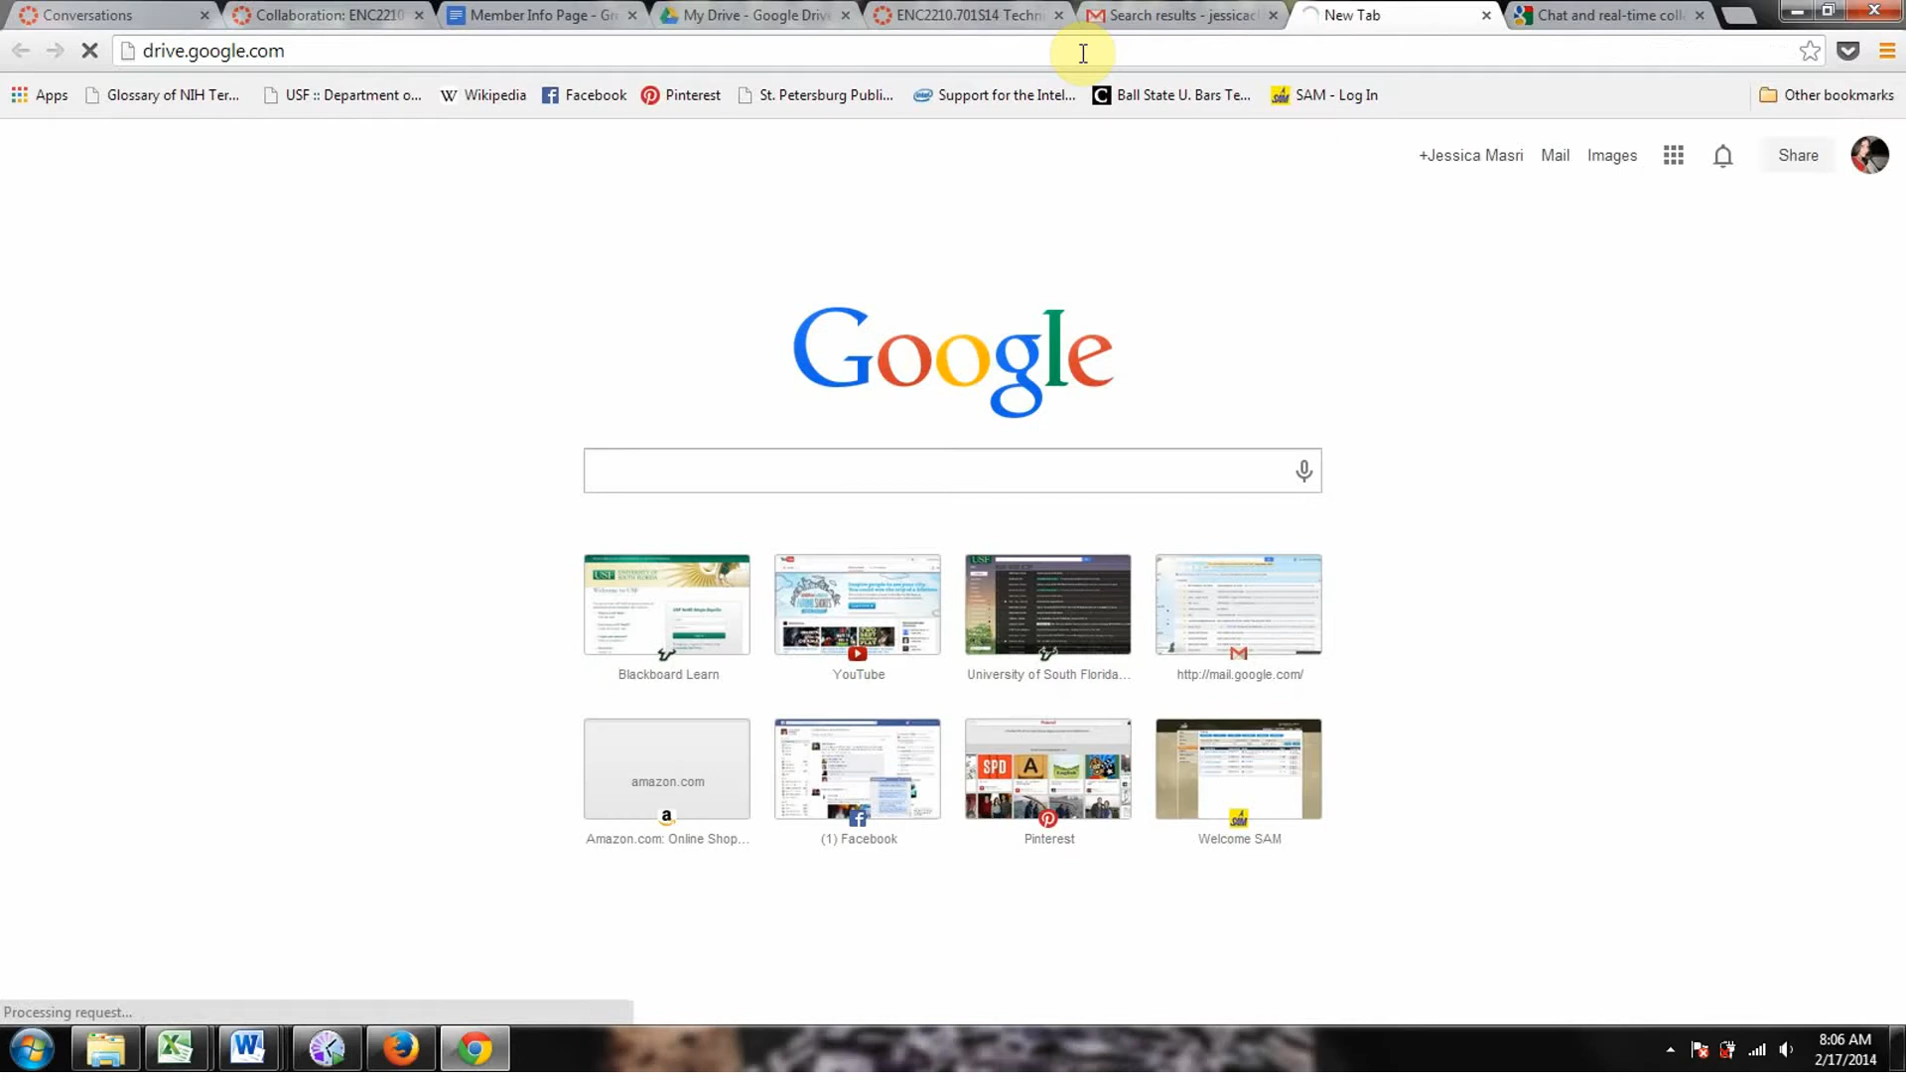 Conversations
Collaboration: ENC2210
Member Info Page - Gr
My Drive - Google Drive
ENC2210.701S14 Techn
Search results - jessicacl
New Tab
Chat and real-time coll
drive.google.com
Apps
Glossary of NIH Ter...
USF :: Department o...
Wikipedia
Facebook
Pinterest
St. Petersburg Publi...
Support for the Intel...
Ball State U. Bars Te...
SAM - Log In
Other bookmarks
+Jessica Masri
Mail
Images
Share
Google
Blackboard Learn
YouTube
University of South Florida...
http://mail.google.com/
amazon.com
Amazon.com: Online Shop...
(1) Facebook
Pinterest
Welcome SAM
Processing request...
8:06 AM
2/17/2014